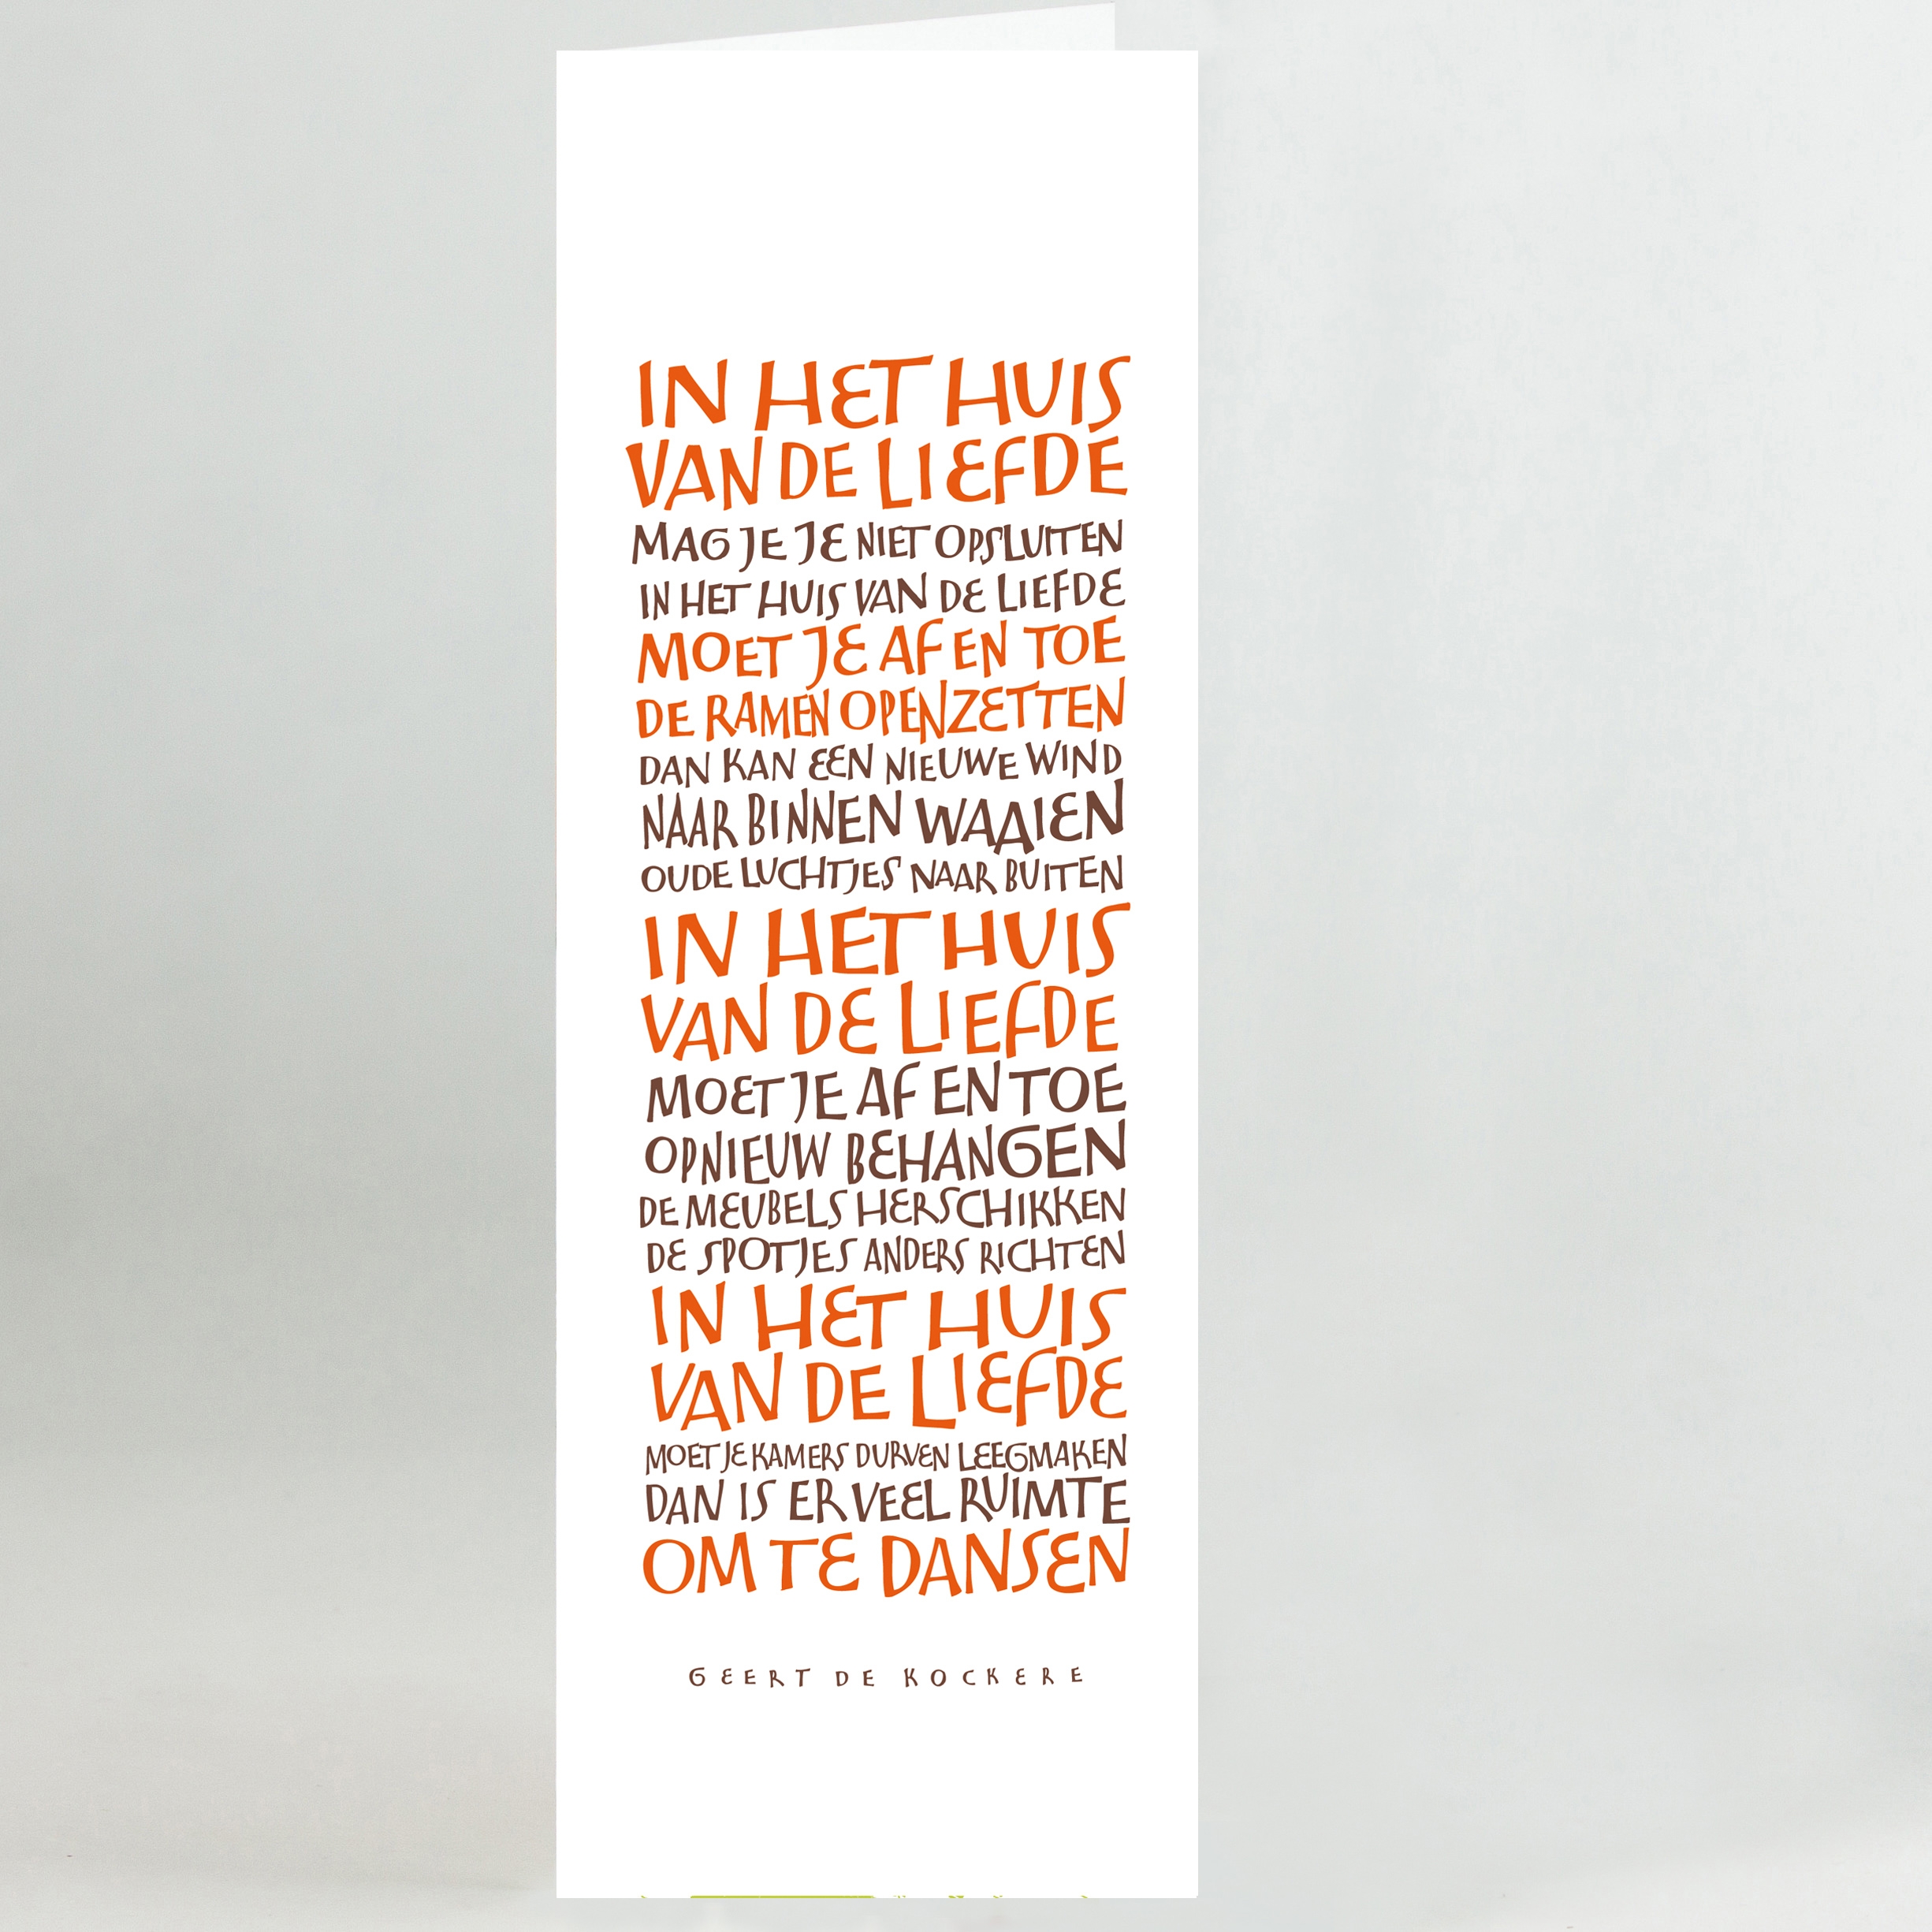 IN HET HUIS
VAN DE LIEFDE
MAG JE JE NIET OPSLUITEN
IN HET HUIS VAN DE LIEFDE
MOET JE AF EN TOE
DE RAMEN OPENZETTEN
DAN KAN EEN NIEUWE WIND
NAAR BINNEN WAAIEN
OUDE LUCHTJES NAAR BUITEN
IN HET HUIS
VAN DE LIEFDE
MOET JE AF EN TOE
OPNIEUW BEHANGEN
DE MEUBELS HERSCHIKKEN
DE SPOTJES ANDERS RICHTEN
IN HET HUIS
VAN DE LIEFDE
MOET JE KAMERS DURVEN LEEGMAKEN
DAN IS ER VEEL RUIMTE
OM TE DANSEN
GEERT DE KOCKERE